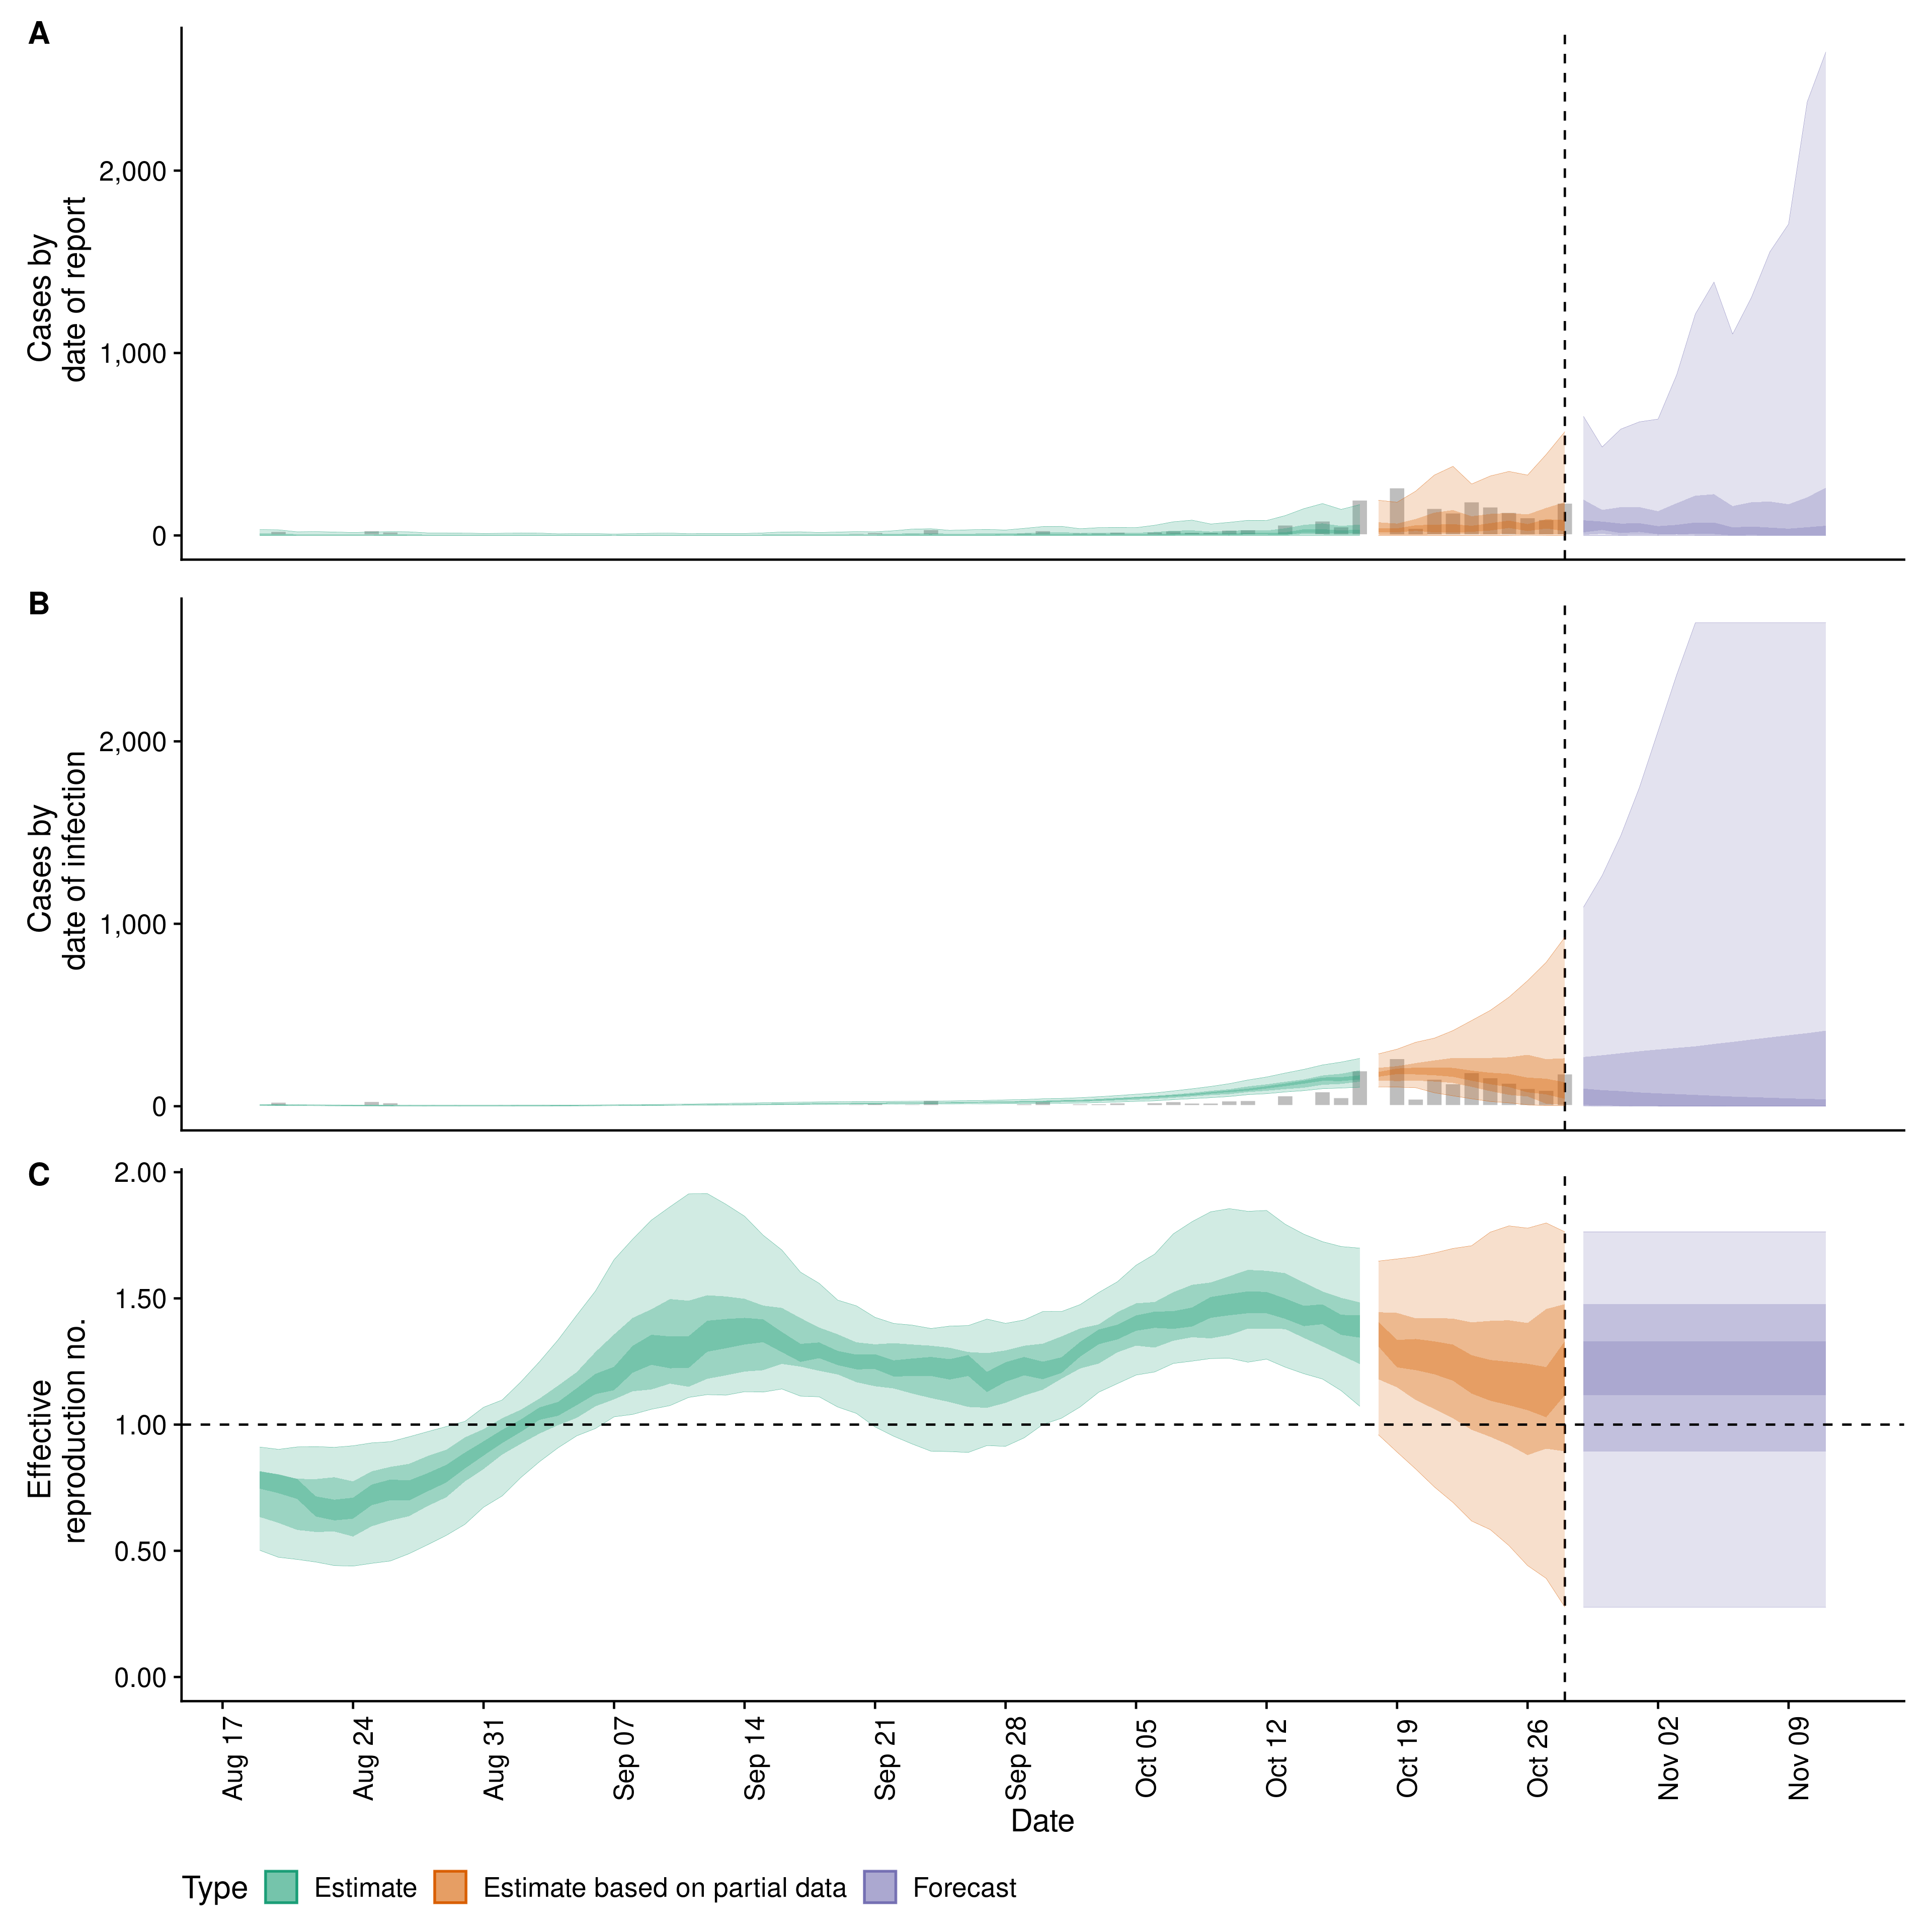 A
Cases by
date of report
2,000
1,000
0
B
Cases by
date of infection
2,000
1,000
0
C
Effective
reproduction no.
2.00
1.50
1.00
0.50
0.00
Aug 17
Aug 24
Aug 31
Sep 07
Sep 14
Sep 21
Sep 28
Oct 05
Oct 12
Oct 19
Oct 26
Nov 02
Nov 09
Date
Type Estimate Estimate based on partial data Forecast